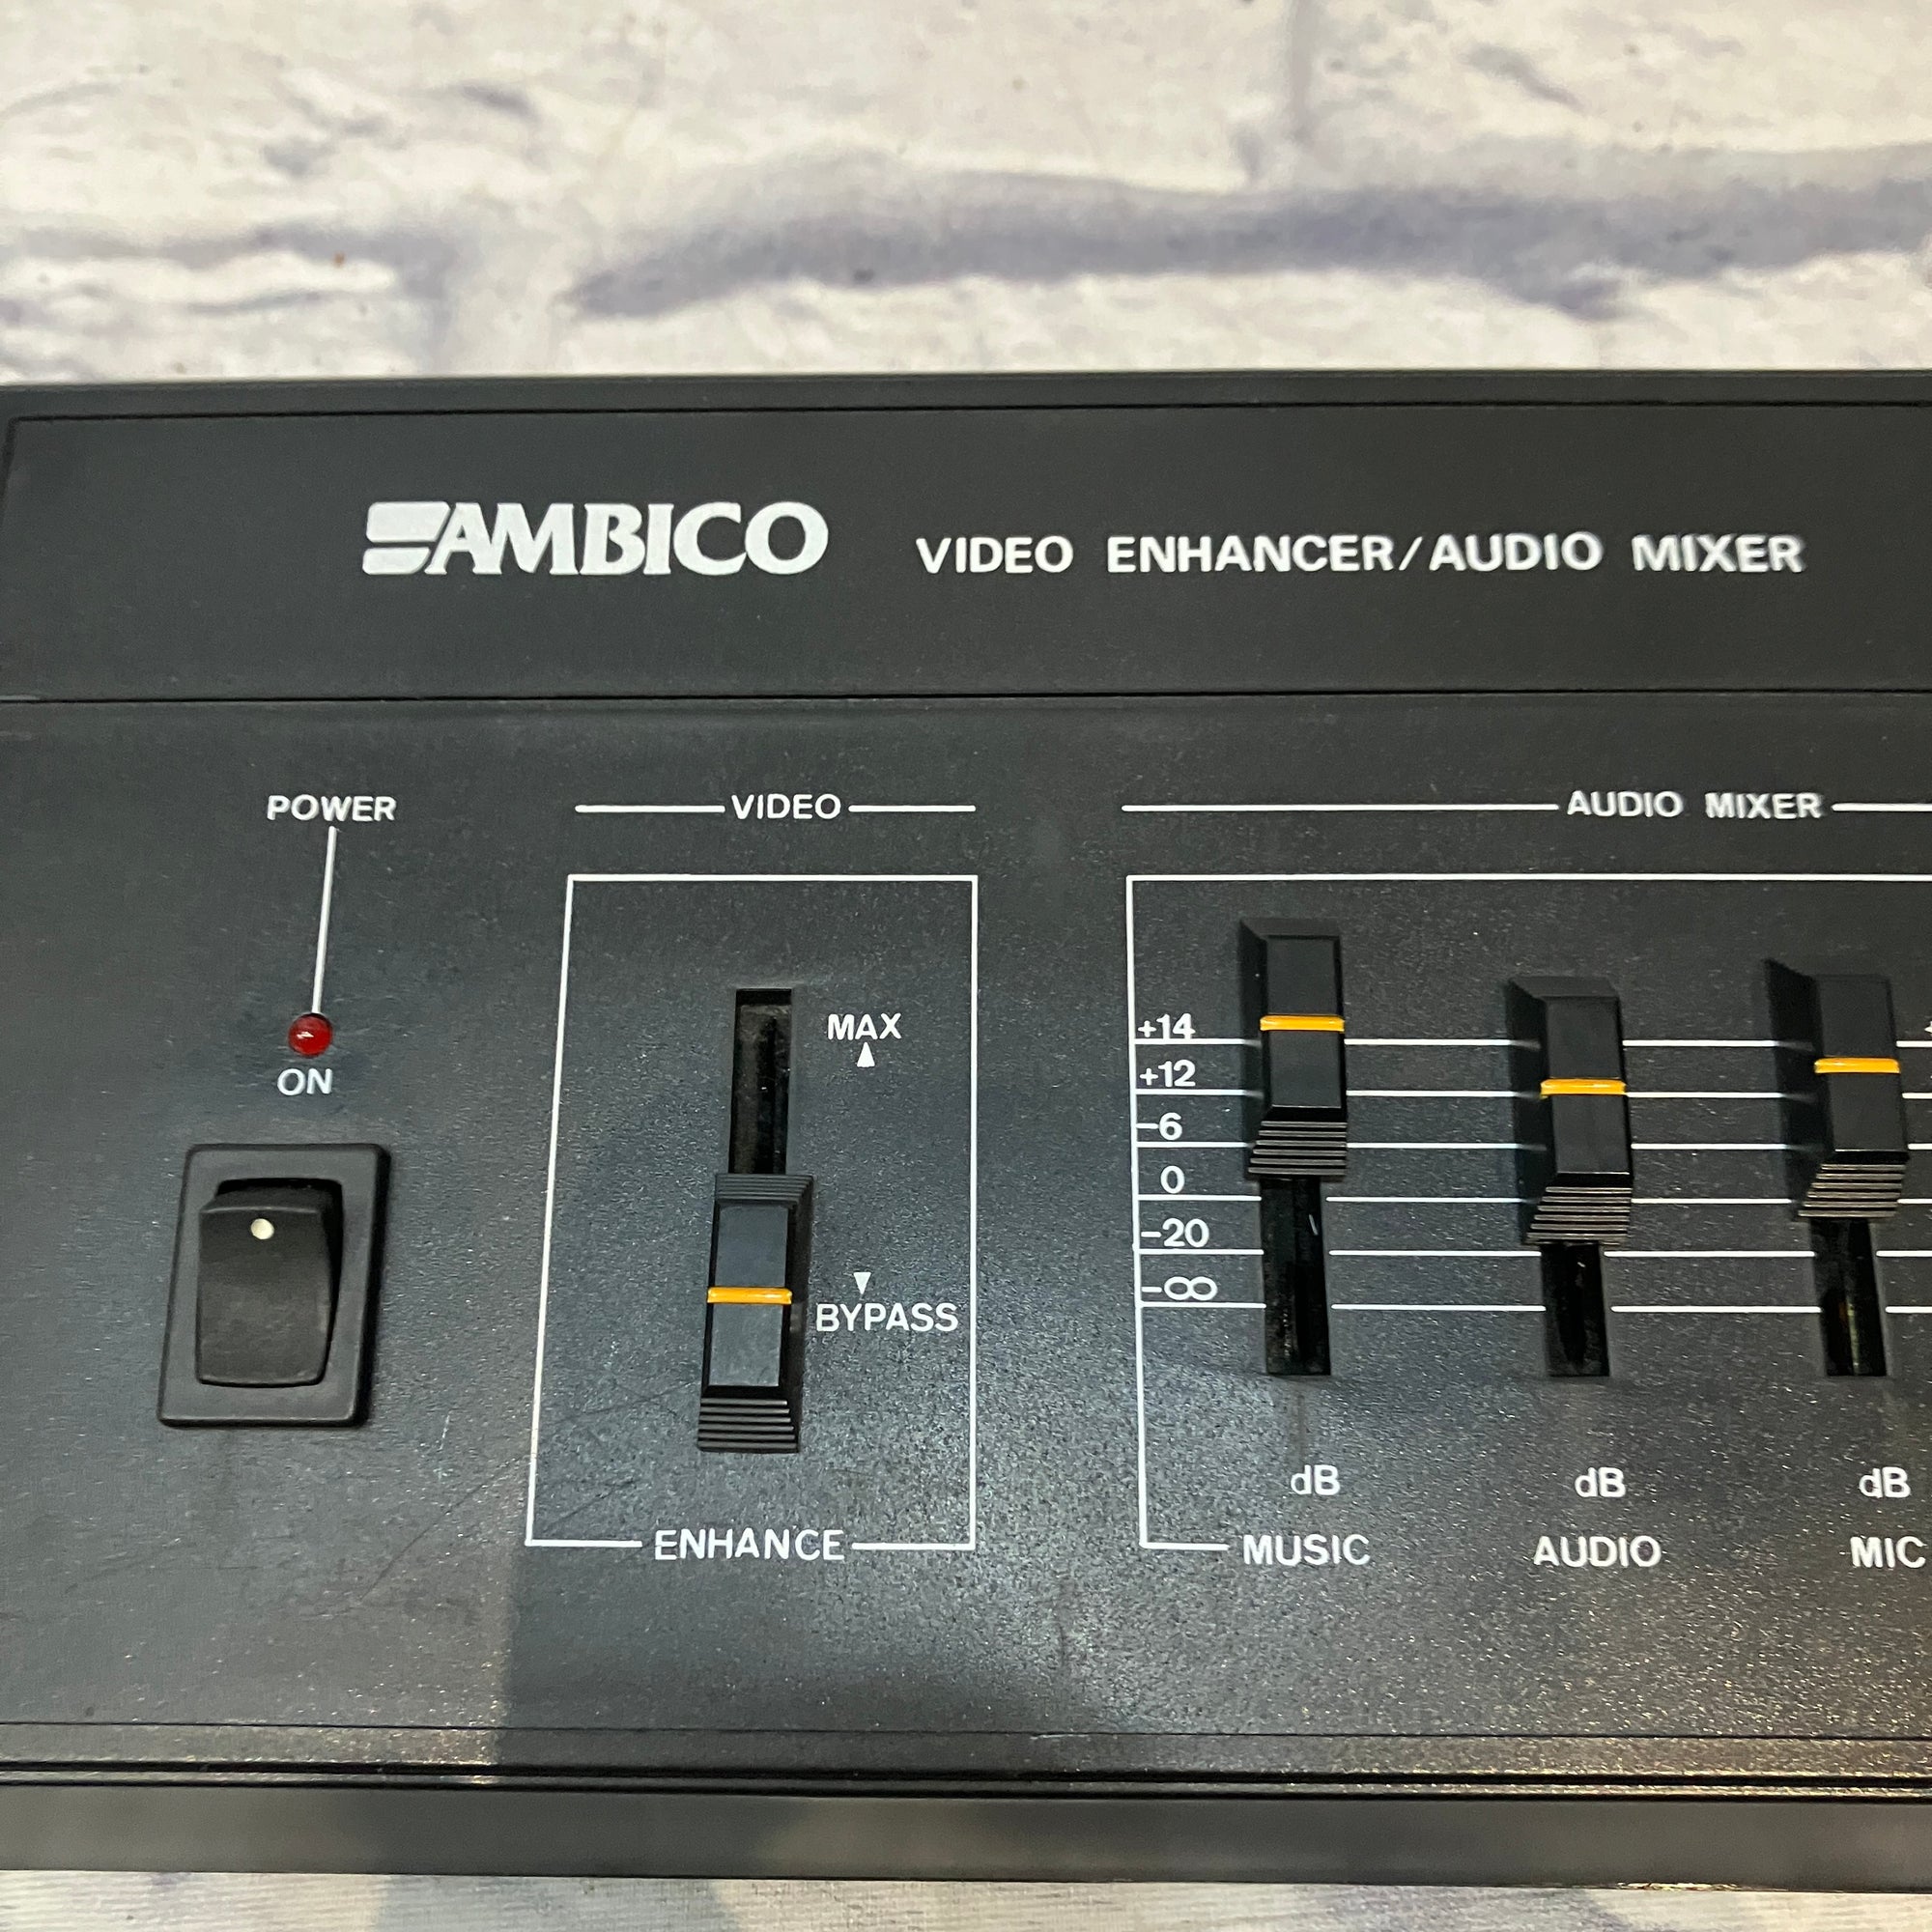 AMBICO VIDEO ENHANCER/AUDIO MIXER
POWER
ON
VIDEO
MAX
BYPASS
ENHANCE
AUDIO MIXER
+14
+12
-6
0
-20
-∞
dB dB dB
MUSIC AUDIO MIC